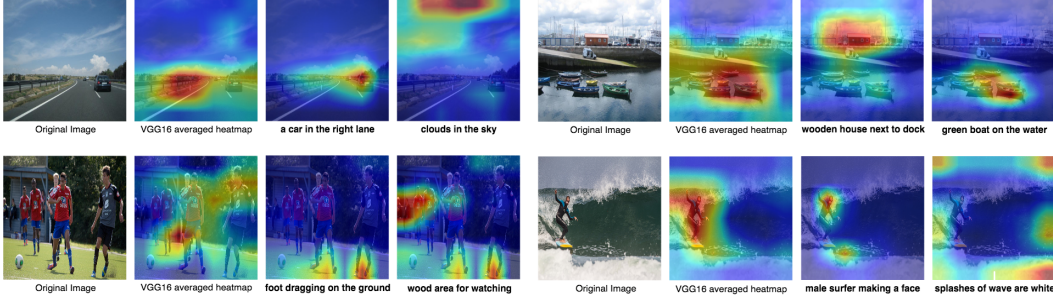 Original Image VGG16 averaged heatmap a car in the right lane clouds in the sky Original Image VGG16 averaged heatmap wooden house next to dock green boat on the water
Original Image VGG16 averaged heatmap foot dragging on the ground wood area for watching Original Image VGG16 averaged heatmap male surfer making a face splashes of wave are white